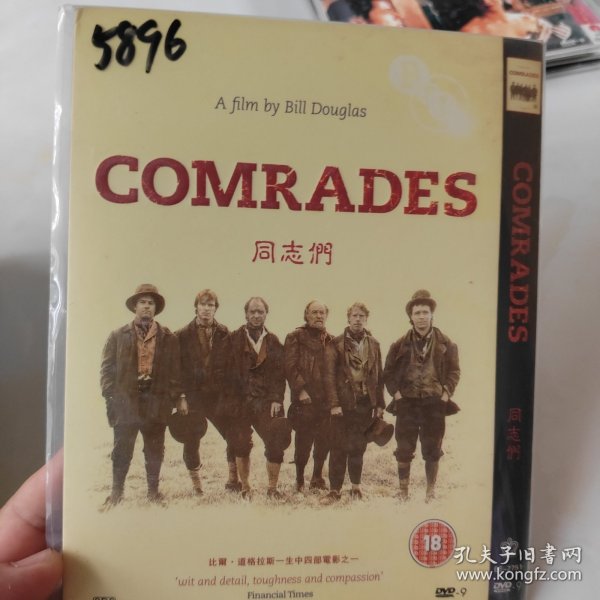 5896
A film by Bill Douglas
COMRADES
同志們
18
比爾·道格拉斯一生中四部電影之一
'wit and detail, toughness and compassion'
Financial Times
DVD-9
COMRADES
COMRADES
同志們
孔夫子旧书网
www.kongfz.com